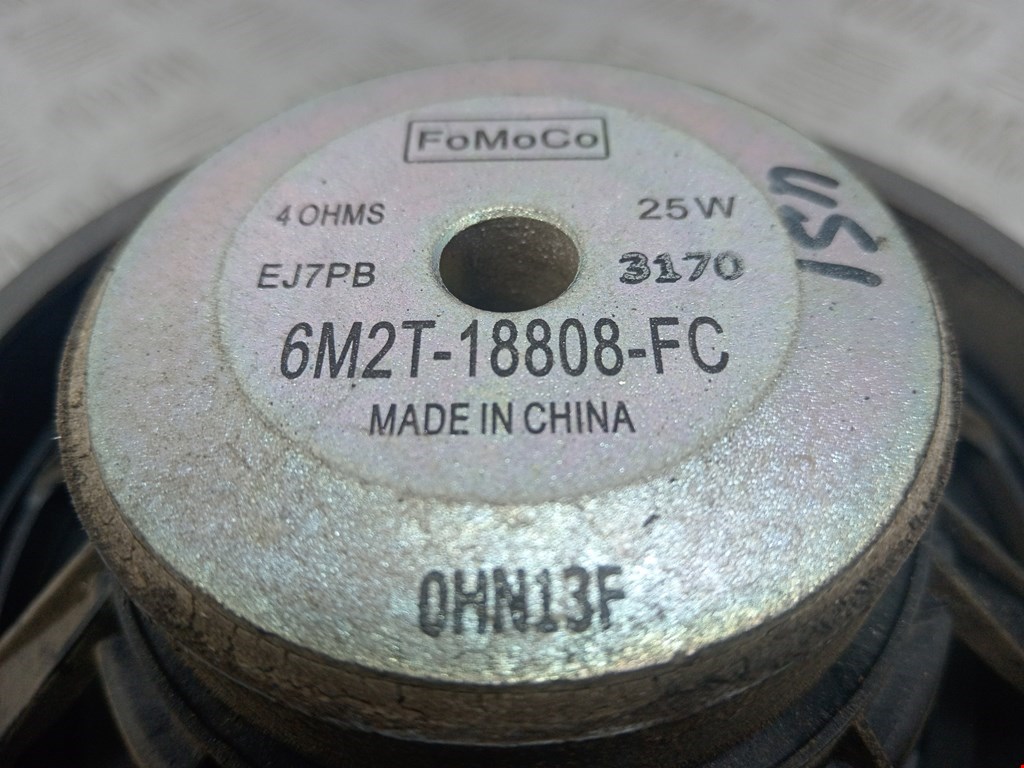 FoMoCo
4 OHMS 25W
EJ7PB 3170
6M2T-18808-FC
MADE IN CHINA
0HN13F